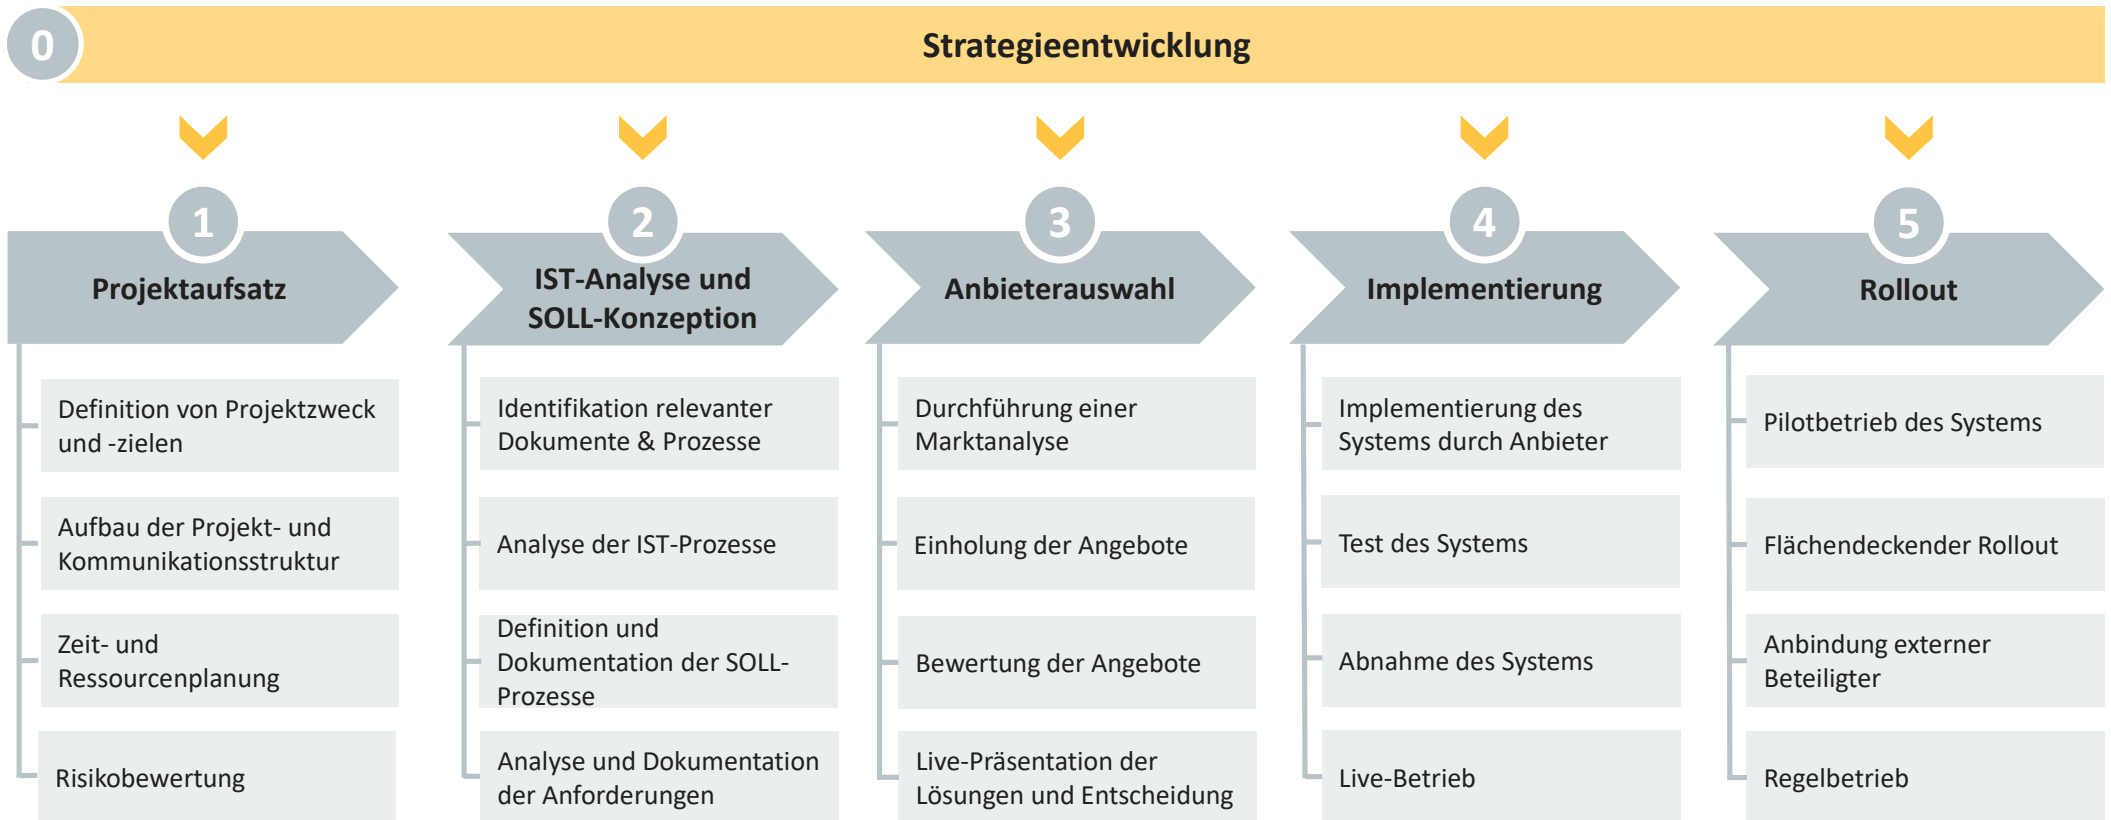 0
Strategieentwicklung
1
Projektaufsatz
Definition von Projektzweck
und -zielen
Aufbau der Projekt- und
Kommunikationsstruktur
Zeit- und
Ressourcenplanung
Risikobewertung
2
IST-Analyse und
SOLL-Konzeption
Identifikation relevanter
Dokumente & Prozesse
Analyse der IST-Prozesse
Definition und
Dokumentation der SOLL-
Prozesse
Analyse und Dokumentation
der Anforderungen
3
Anbieterauswahl
Durchführung einer
Marktanalyse
Einholung der Angebote
Bewertung der Angebote
Live-Präsentation der
Lösungen und Entscheidung
4
Implementierung
Implementierung des
Systems durch Anbieter
Test des Systems
Abnahme des Systems
Live-Betrieb
5
Rollout
Pilotbetrieb des Systems
Flächendeckender Rollout
Anbindung externer
Beteiligter
Regelbetrieb